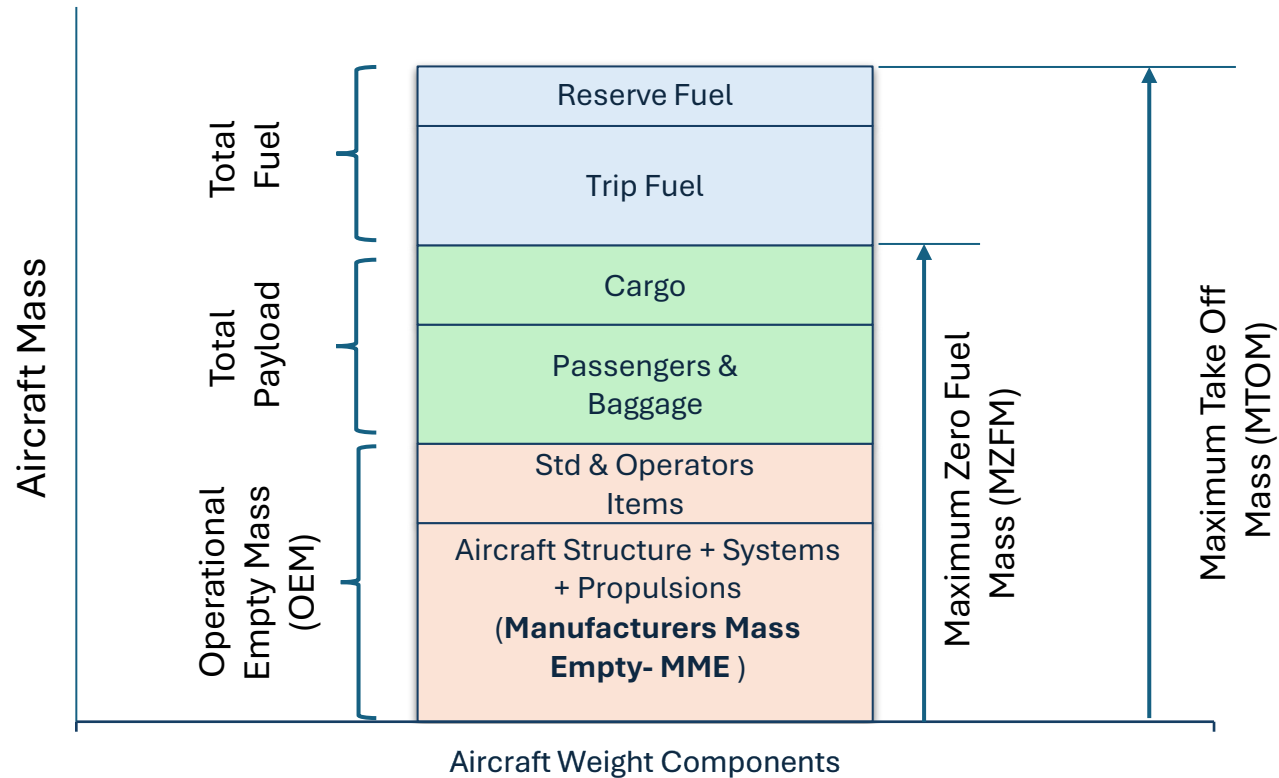 Aircraft Mass
Total
Fuel
Total
Payload
Operational
Empty Mass
(OEM)
Reserve Fuel
Trip Fuel
Cargo
Passengers &
Baggage
Std & Operators
Items
Aircraft Structure + Systems
+ Propulsions
(Manufacturers Mass
Empty- MME )
Maximum Zero Fuel
Mass (MZFM)
Maximum Take Off
Mass (MTOM)
Aircraft Weight Components